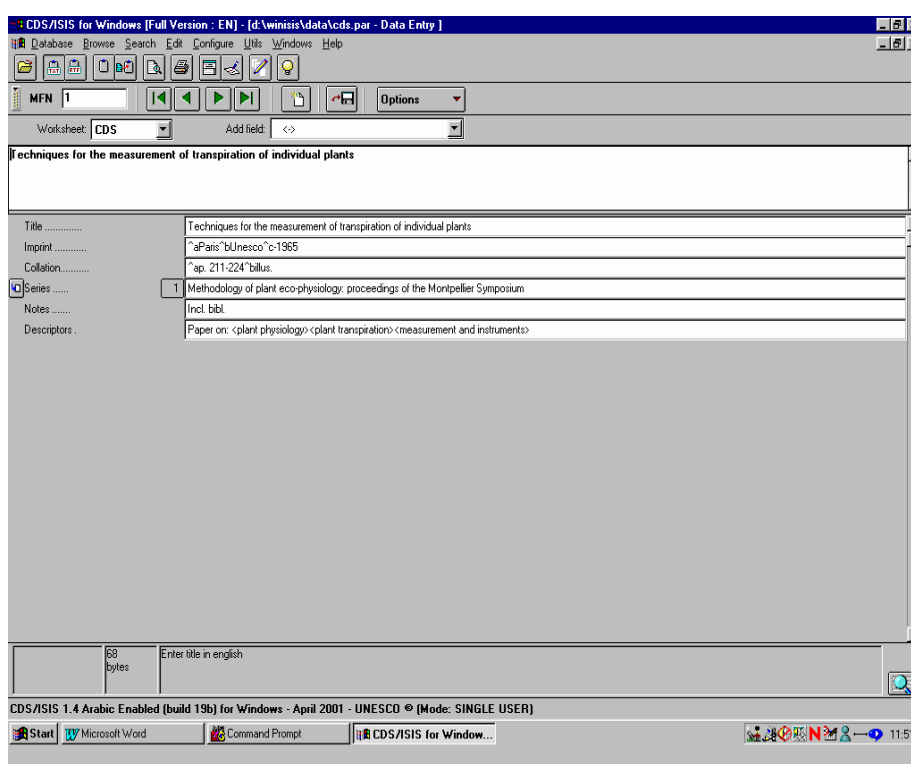 CDS/ISIS for Windows [Full Version : EN] - [d:\winisis\data\cds.par - Data Entry ]
Database Browse Search Edit Configure Utils Windows Help
MFN 1 Options
Worksheet: CDS Add field: <->
Techniques for the measurement of transpiration of individual plants
Title .............. Techniques for the measurement of transpiration of individual plants
Imprint ............ ^aParis^bUnesco^c-1965
Collation.......... ^ap. 211-224^billus.
Series ...... 1 Methodology of plant eco-physiology: proceedings of the Montpellier Symposium
Notes ....... Incl. bibl.
Descriptors . Paper on: <plant physiology><plant transpiration><measurement and instruments>
68 bytes Enter title in english
CDS/ISIS 1.4 Arabic Enabled (build 19b) for Windows - April 2001 - UNESCO © (Mode: SINGLE USER)
Start Microsoft Word Command Prompt CDS/ISIS for Window...